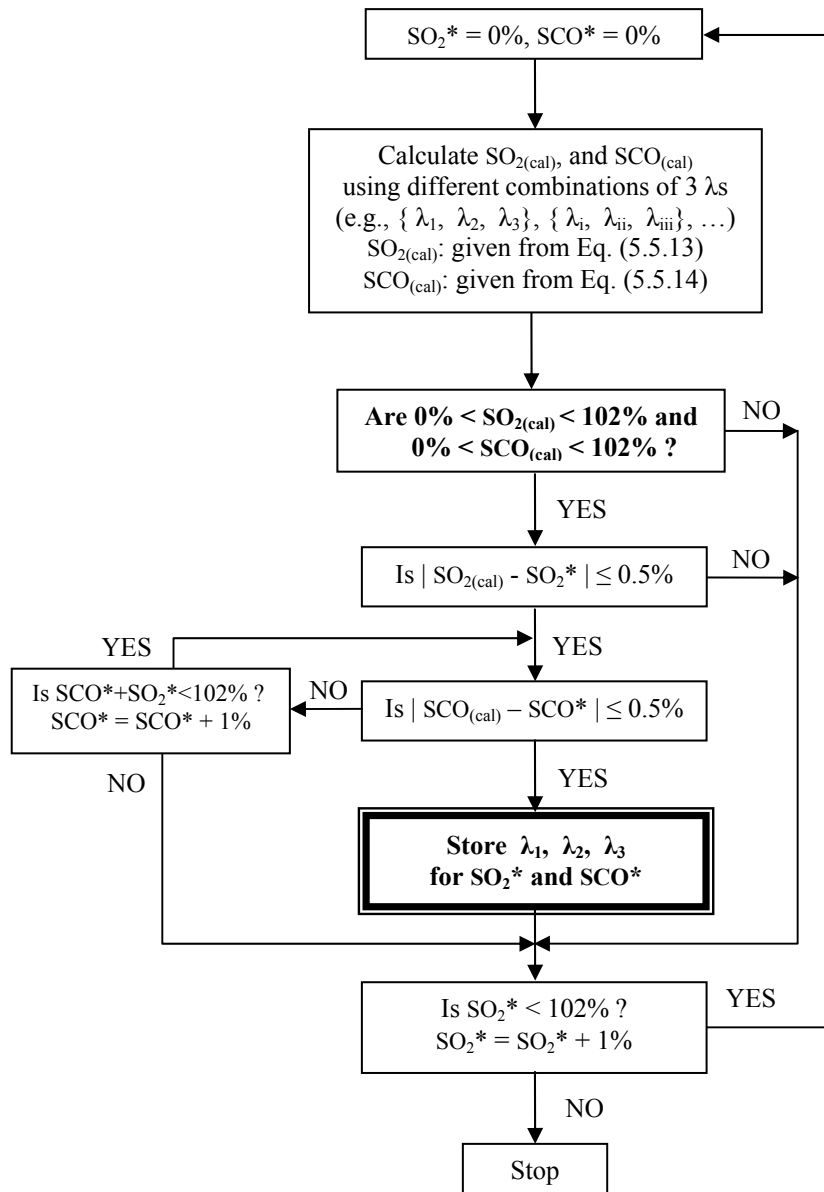 SO₂* = 0%, SCO* = 0%
Calculate SO₂(cal), and SCO(cal)
using different combinations of 3 λs
(e.g., { λ₁, λ₂, λ₃}, { λᵢ, λᵢᵢ, λᵢᵢᵢ}, …)
SO₂(cal): given from Eq. (5.5.13)
SCO(cal): given from Eq. (5.5.14)
Are 0% < SO₂(cal) < 102% and
0% < SCO(cal) < 102% ?
NO
YES
Is | SO₂(cal) - SO₂* | ≤ 0.5%
NO
YES
YES
Is SCO*+SO₂*<102% ?
SCO* = SCO* + 1%
NO
Is | SCO(cal) – SCO* | ≤ 0.5%
NO
YES
Store λ₁, λ₂, λ₃
for SO₂* and SCO*
Is SO₂* < 102% ?
SO₂* = SO₂* + 1%
YES
NO
Stop